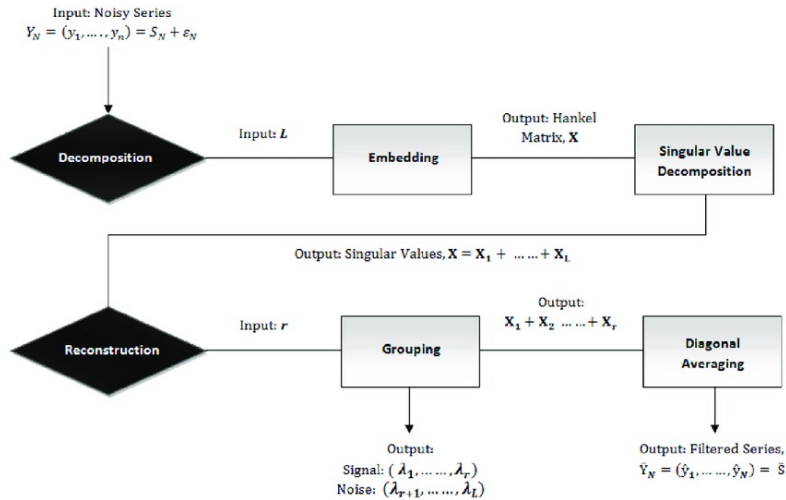 Input: Noisy Series
Y_N = (y_1, ...., y_n) = S_N + ε_N
Decomposition
Input: L
Embedding
Output: Hankel
Matrix, X
Singular Value
Decomposition
Output: Singular Values, X = X_1 + ...... + X_L
Reconstruction
Input: r
Grouping
Output:
X_1 + X_2 ...... + X_r
Diagonal
Averaging
Output:
Signal: (λ_1, ......, λ_r)
Noise: (λ_{r+1}, ......, λ_L)
Output: Filtered Series,
Ŷ_N = (ŷ_1, ......, ŷ_N) = Ŝ